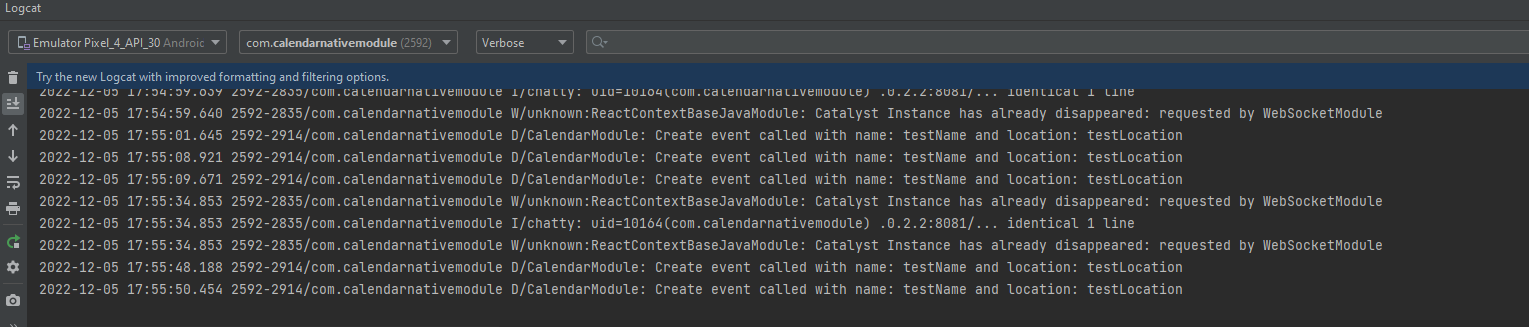 Logcat
Emulator Pixel_4_API_30 Androic com.calendarnativemodule (2592) Verbose
Try the new Logcat with improved formatting and filtering options.
2022-12-05 17:54:59.639 2592-2835/com.calendarnativemodule I/chatty: uid=10164(com.calendarnativemodule) .0.2.2:8081/... identical 1 line
2022-12-05 17:54:59.640 2592-2835/com.calendarnativemodule W/unknown:ReactContextBaseJavaModule: Catalyst Instance has already disappeared: requested by WebSocketModule
2022-12-05 17:55:01.645 2592-2914/com.calendarnativemodule D/CalendarModule: Create event called with name: testName and location: testLocation
2022-12-05 17:55:08.921 2592-2914/com.calendarnativemodule D/CalendarModule: Create event called with name: testName and location: testLocation
2022-12-05 17:55:09.671 2592-2914/com.calendarnativemodule D/CalendarModule: Create event called with name: testName and location: testLocation
2022-12-05 17:55:34.853 2592-2835/com.calendarnativemodule W/unknown:ReactContextBaseJavaModule: Catalyst Instance has already disappeared: requested by WebSocketModule
2022-12-05 17:55:34.853 2592-2835/com.calendarnativemodule I/chatty: uid=10164(com.calendarnativemodule) .0.2.2:8081/... identical 1 line
2022-12-05 17:55:34.853 2592-2835/com.calendarnativemodule W/unknown:ReactContextBaseJavaModule: Catalyst Instance has already disappeared: requested by WebSocketModule
2022-12-05 17:55:48.188 2592-2914/com.calendarnativemodule D/CalendarModule: Create event called with name: testName and location: testLocation
2022-12-05 17:55:50.454 2592-2914/com.calendarnativemodule D/CalendarModule: Create event called with name: testName and location: testLocation